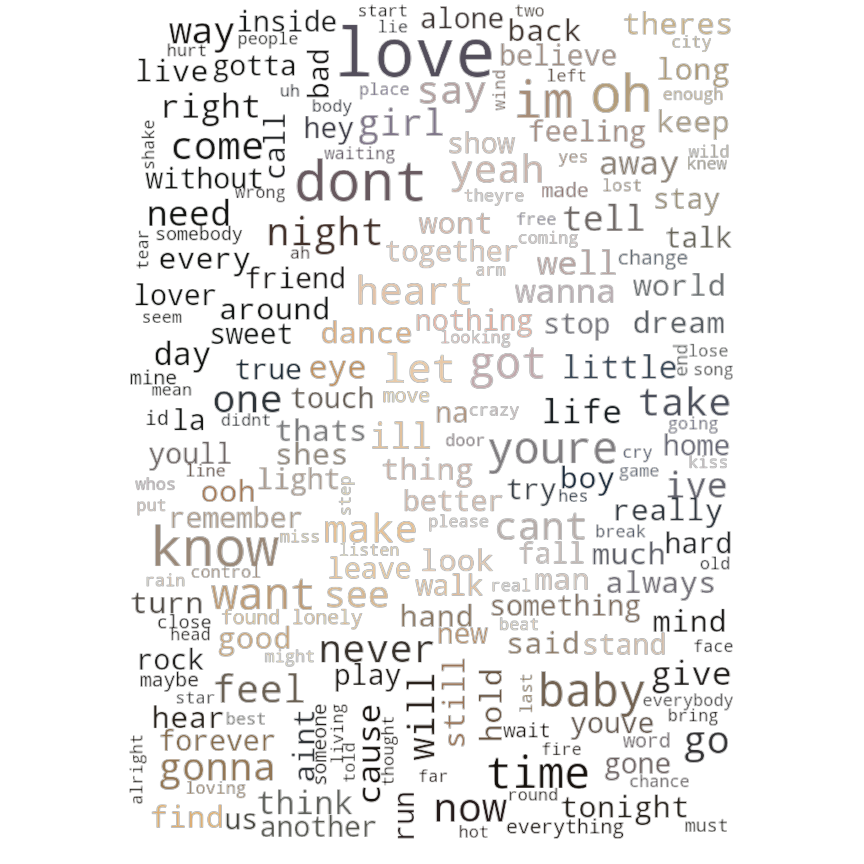 start two
way inside lie alone theres
people love back city
hurt believe
live gotta bad left long
uh place say wind im oh enough
right body
hey girl feeling keep
shake come call show
waiting yeah yes away wild
without dont knew
wrong theyre made lost stay
need
night wont free tell
tear somebody coming talk
ah together
every arm well change
friend heart wanna world
lover around
seem nothing stop dream
sweet dance looking
day end lose
true eye let got little song
mine
mean one touch move take
id la na crazy life
didnt going
thats ill door youre home
youll shes cry kiss
line thing game
whos light boy ive
ooh step try hes
put better really
remember
miss make please cant break hard
know listen fall much
leave look old
rain control walk real man always
want see
turn found lonely hand something
close beat mind
head good new said stand
might never face
rock
maybe play still hold last give
star feel will baby everybody
hear best bring
someone living wait youve
forever aint cause word go
alright told thought fire
gonna time gone
loving far chance
think run now round tonight
find us
another hot everything must